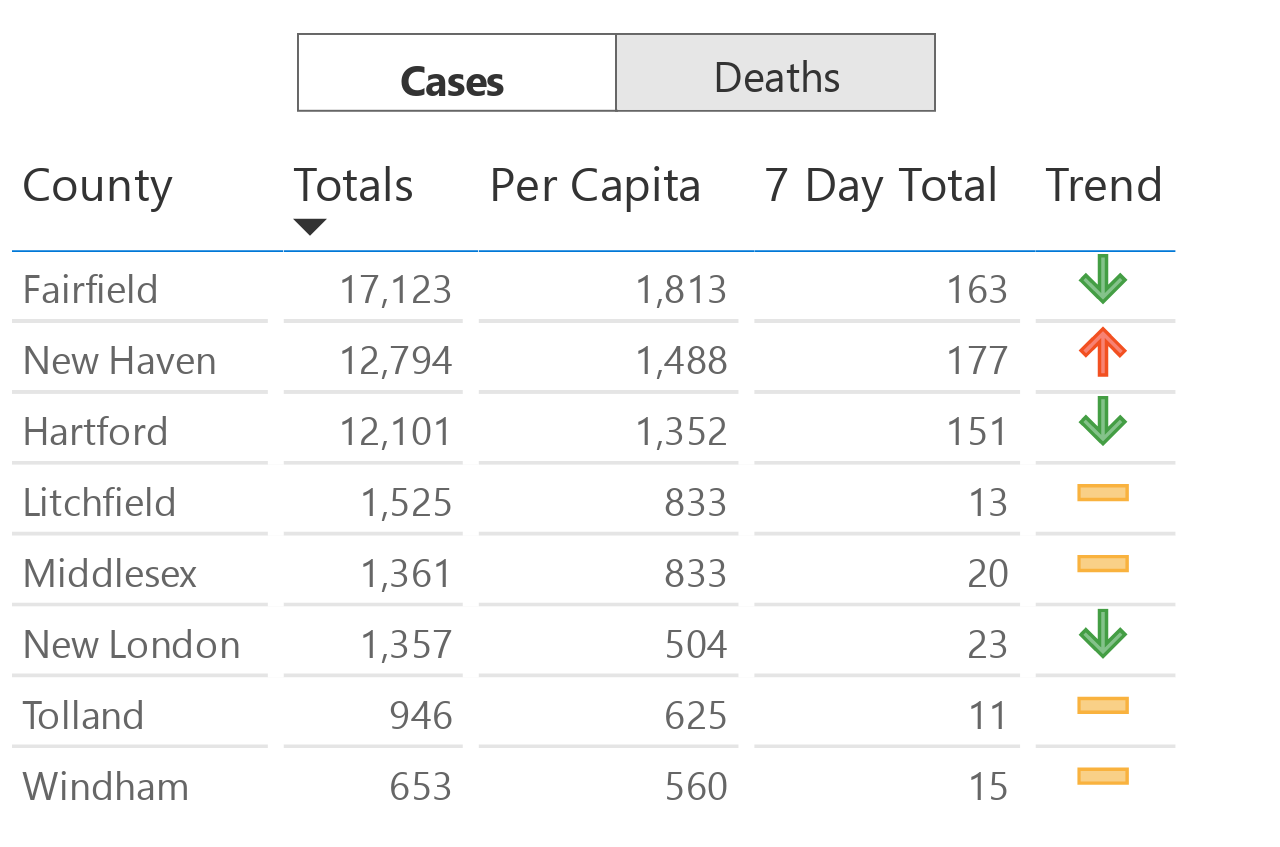 Cases Deaths
County Totals Per Capita 7 Day Total Trend
Fairfield 17,123 1,813 163
New Haven 12,794 1,488 177
Hartford 12,101 1,352 151
Litchfield 1,525 833 13
Middlesex 1,361 833 20
New London 1,357 504 23
Tolland 946 625 11
Windham 653 560 15